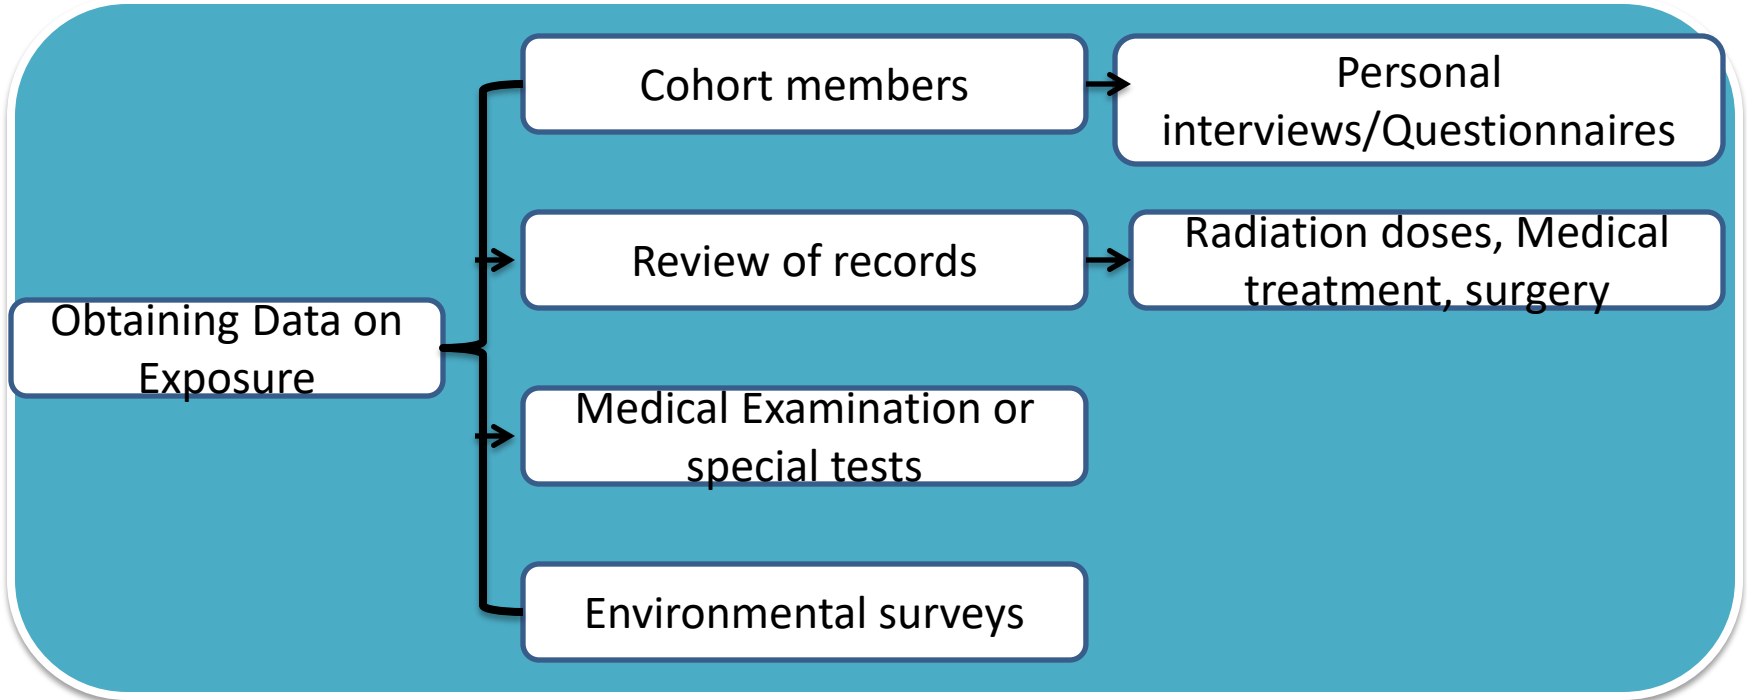 Cohort members
Personal
interviews/Questionnaires
Review of records
Radiation doses, Medical
treatment, surgery
Obtaining Data on
Exposure
Medical Examination or
special tests
Environmental surveys